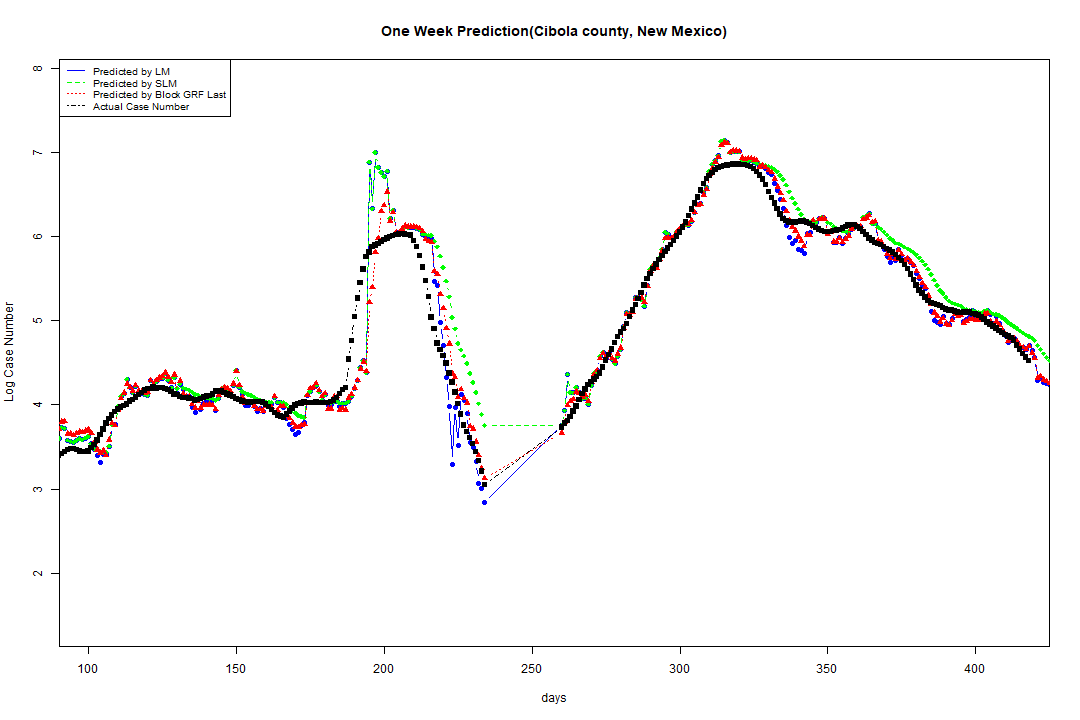 One Week Prediction(Cibola county, New Mexico)
Predicted by LM
Predicted by SLM
Predicted by Block GRF Last
Actual Case Number
8
7
6
5
4
3
2
Log Case Number
100 150 200 250 300 350 400
days